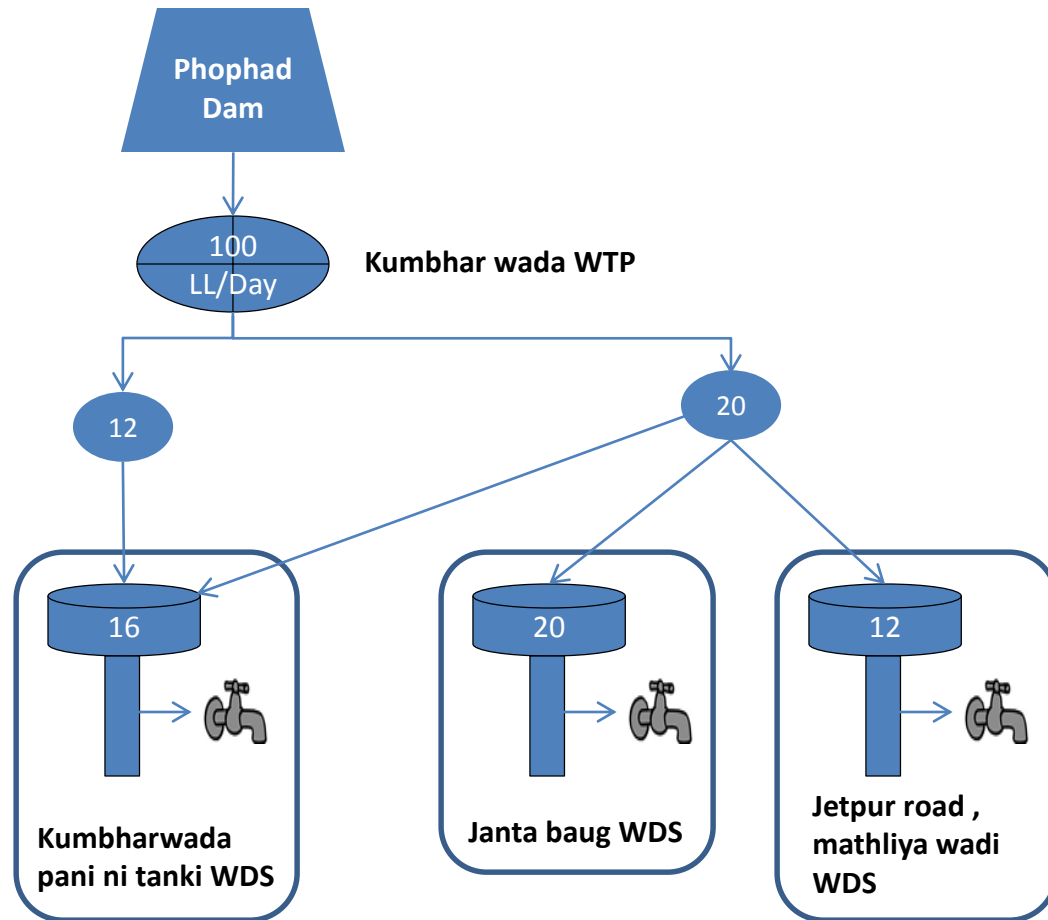 Phophad
Dam
100
LL/Day
Kumbhar wada WTP
12
20
16
20
12
Kumbharwada
pani ni tanki WDS
Janta baug WDS
Jetpur road ,
mathliya wadi
WDS